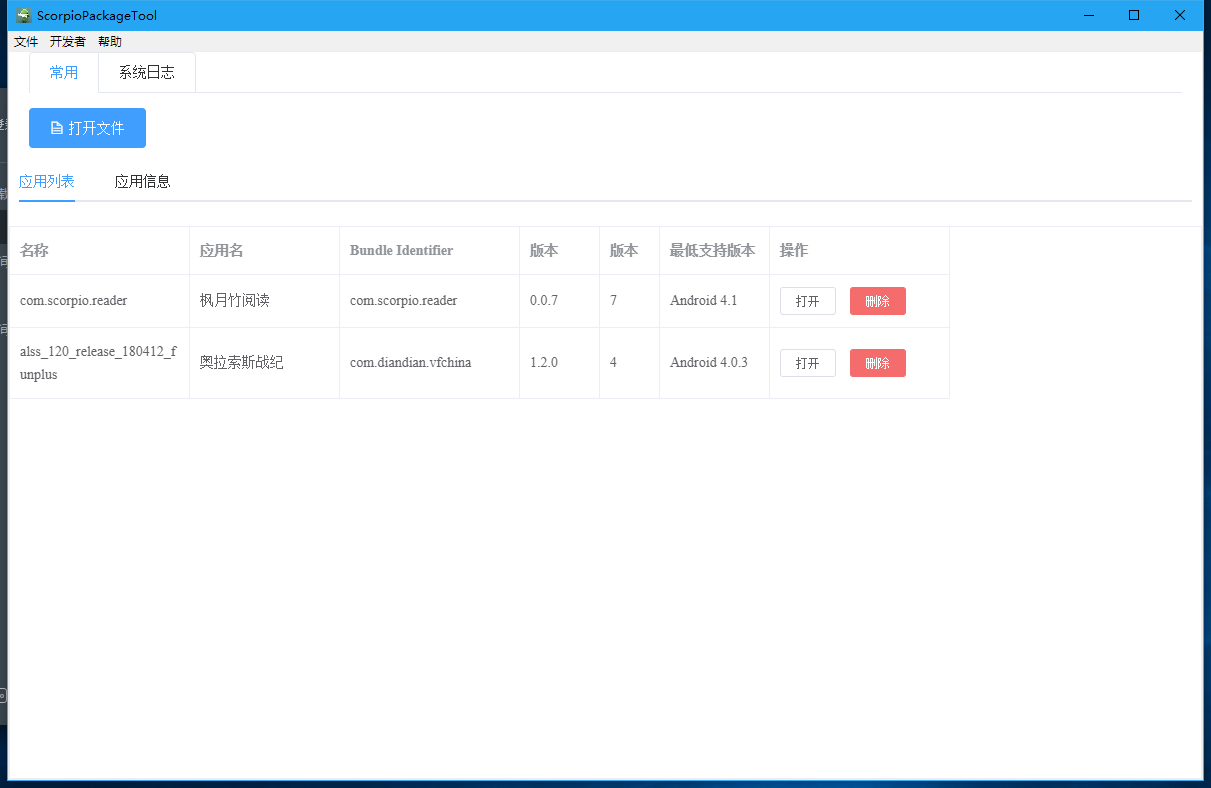 ScorpioPackageTool
文件 开发者 帮助
常用 系统日志
打开文件
应用列表 应用信息
名称 应用名 Bundle Identifier 版本 版本 最低支持版本 操作
com.scorpio.reader 枫月竹阅读 com.scorpio.reader 0.0.7 7 Android 4.1 打开 删除
alss_120_release_180412_f
unplus 奥拉索斯战纪 com.diandian.vfchina 1.2.0 4 Android 4.0.3 打开 删除